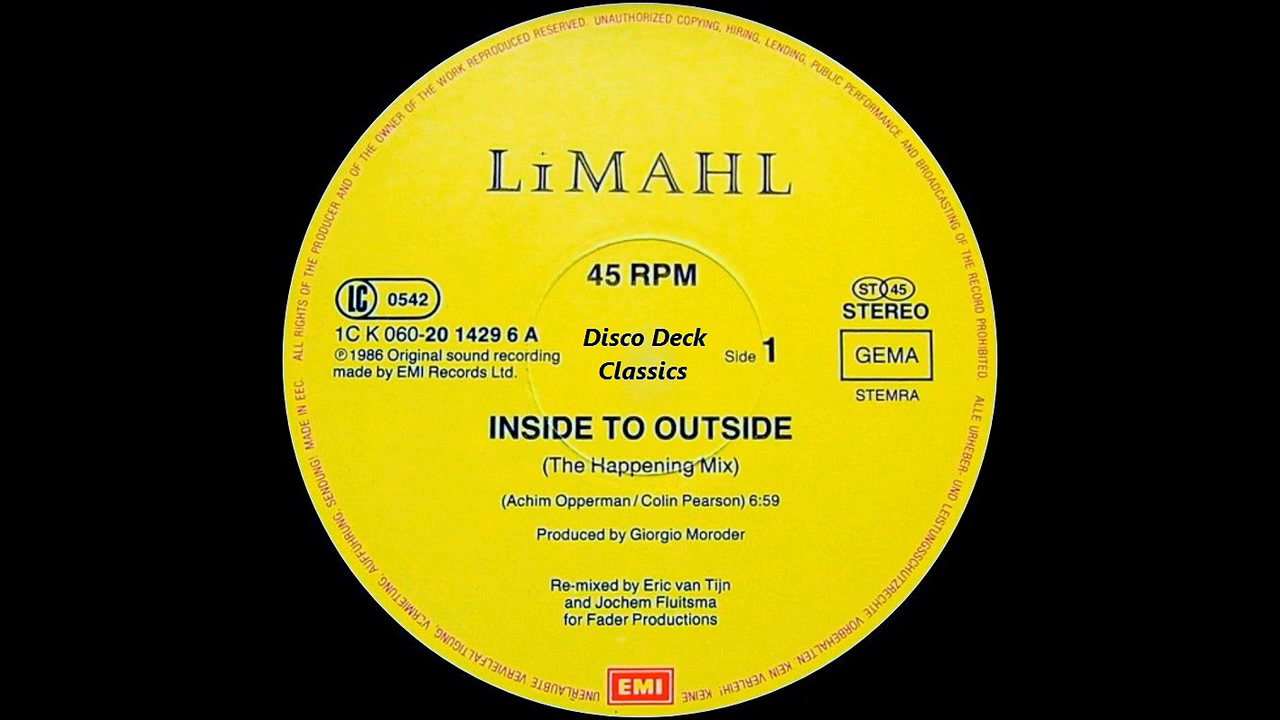 ALL RIGHTS OF THE PRODUCER AND OF THE OWNER OF THE WORK REPRODUCED RESERVED. UNAUTHORIZED COPYING, HIRING, LENDING, PUBLIC PERFORMANCE AND BROADCASTING OF THE RECORD PROHIBITED.
LiMAHL
45 RPM
LC 0542
ST 45
STEREO
1C K 060-20 1429 6 A
Ⓟ1986 Original sound recording
made by EMI Records Ltd.
Disco Deck
Classics
Side 1
GEMA
STEMRA
INSIDE TO OUTSIDE
(The Happening Mix)
(Achim Opperman/Colin Pearson) 6:59
Produced by Giorgio Moroder
Re-mixed by Eric van Tijn
and Jochem Fluitsma
for Fader Productions
EMI
ALLE URHEBER- UND LEISTUNGSSCHUTZRECHTE VORBEHALTEN. KEIN VERLEIH! KEINE UNERLAUBTE VERVIELFÄLTIGUNG, VERMIETUNG, AUFFÜHRUNG, SENDUNG! MADE IN EEC.